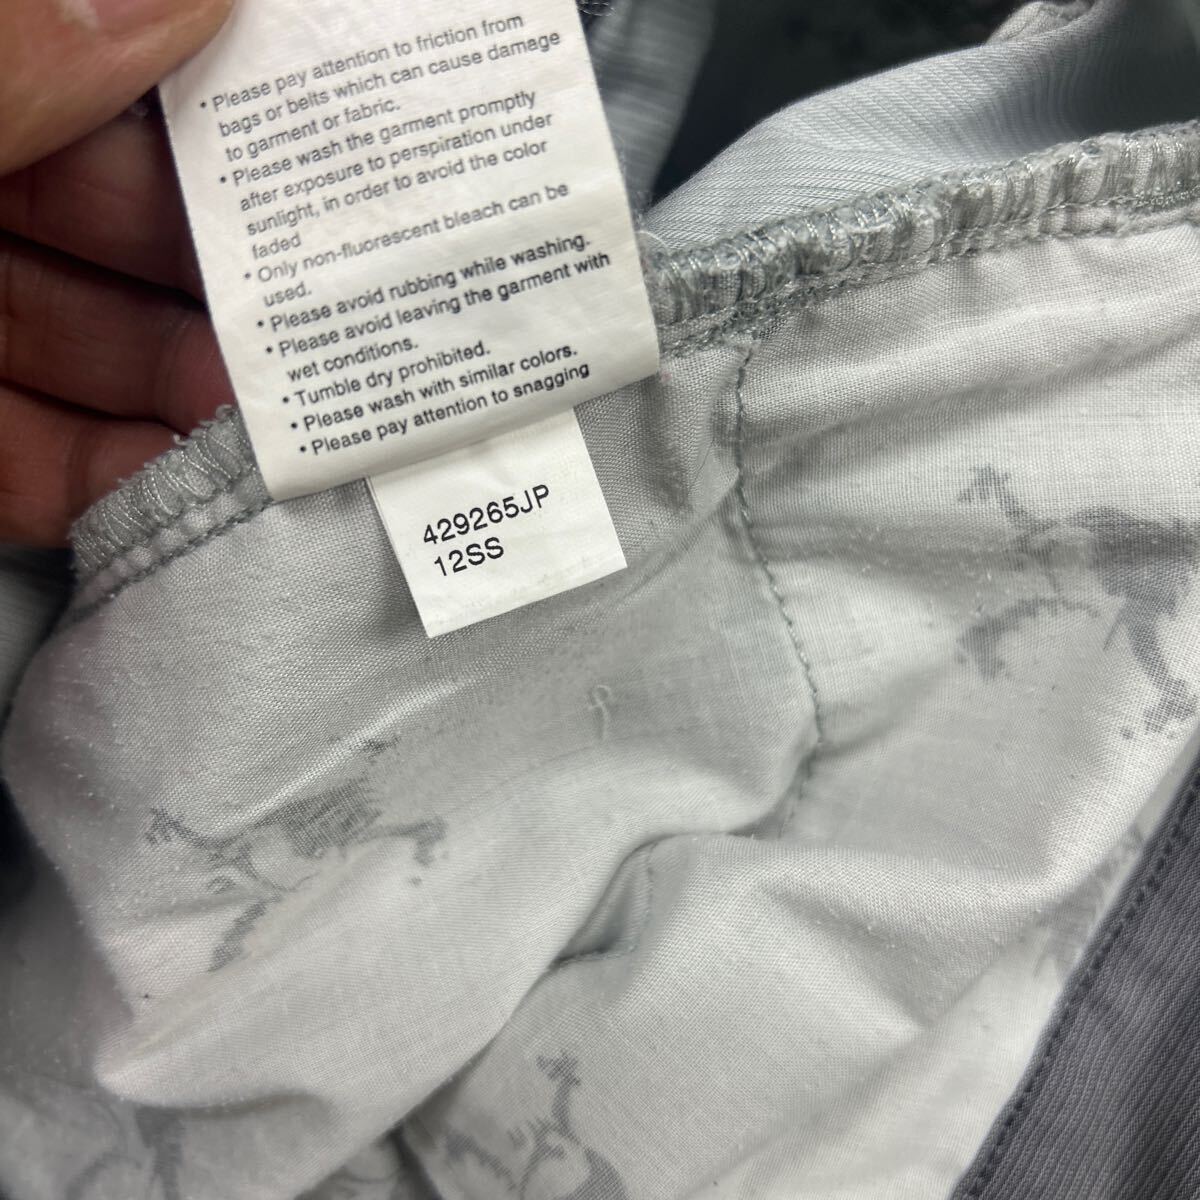 • Please pay attention to friction from
bags or belts which can cause damage
to garment or fabric.
• Please wash the garment promptly
after exposure to perspiration under
sunlight, in order to avoid the color
faded
• Only non-fluorescent bleach can be
used.
• Please avoid rubbing while washing.
• Please avoid leaving the garment with
wet conditions.
• Tumble dry prohibited.
• Please wash with similar colors.
• Please pay attention to snagging
429265JP
12SS